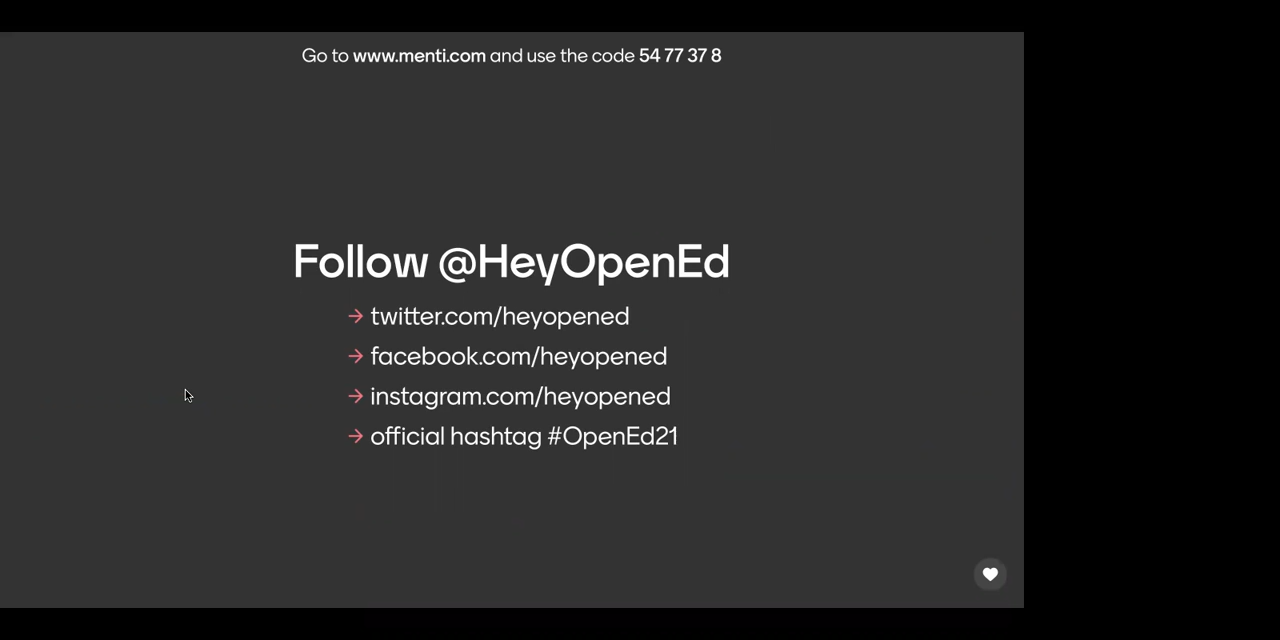 Go to www.menti.com and use the code 54 77 37 8
Follow @HeyOpenEd
→ twitter.com/heyopened
→ facebook.com/heyopened
→ instagram.com/heyopened
→ official hashtag #OpenEd21